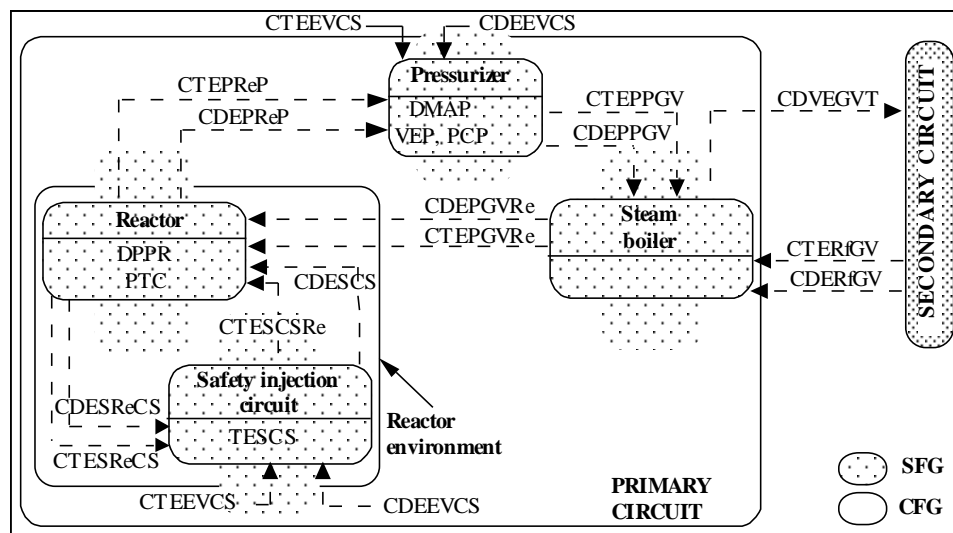 CTEEVCS CDEEVCS
Pressurizer
CTEPReP
DMAP
CTEPPGV
CDVEGVT
CDEPReP
VEP, PCP
CDEPPGV
SECONDARY CIRCUIT
Reactor
CDEPGVRe
Steam
boiler
CTEPGVRe
DPPR
CTERfGV
PTC
CDESCS
CDERfGV
CTESCSRe
Safety injection
circuit
CDESReCS
Reactor
environment
TESCS
CTESReCS
SFG
CTEEVCS
CDEEVCS
PRIMARY
CIRCUIT
CFG